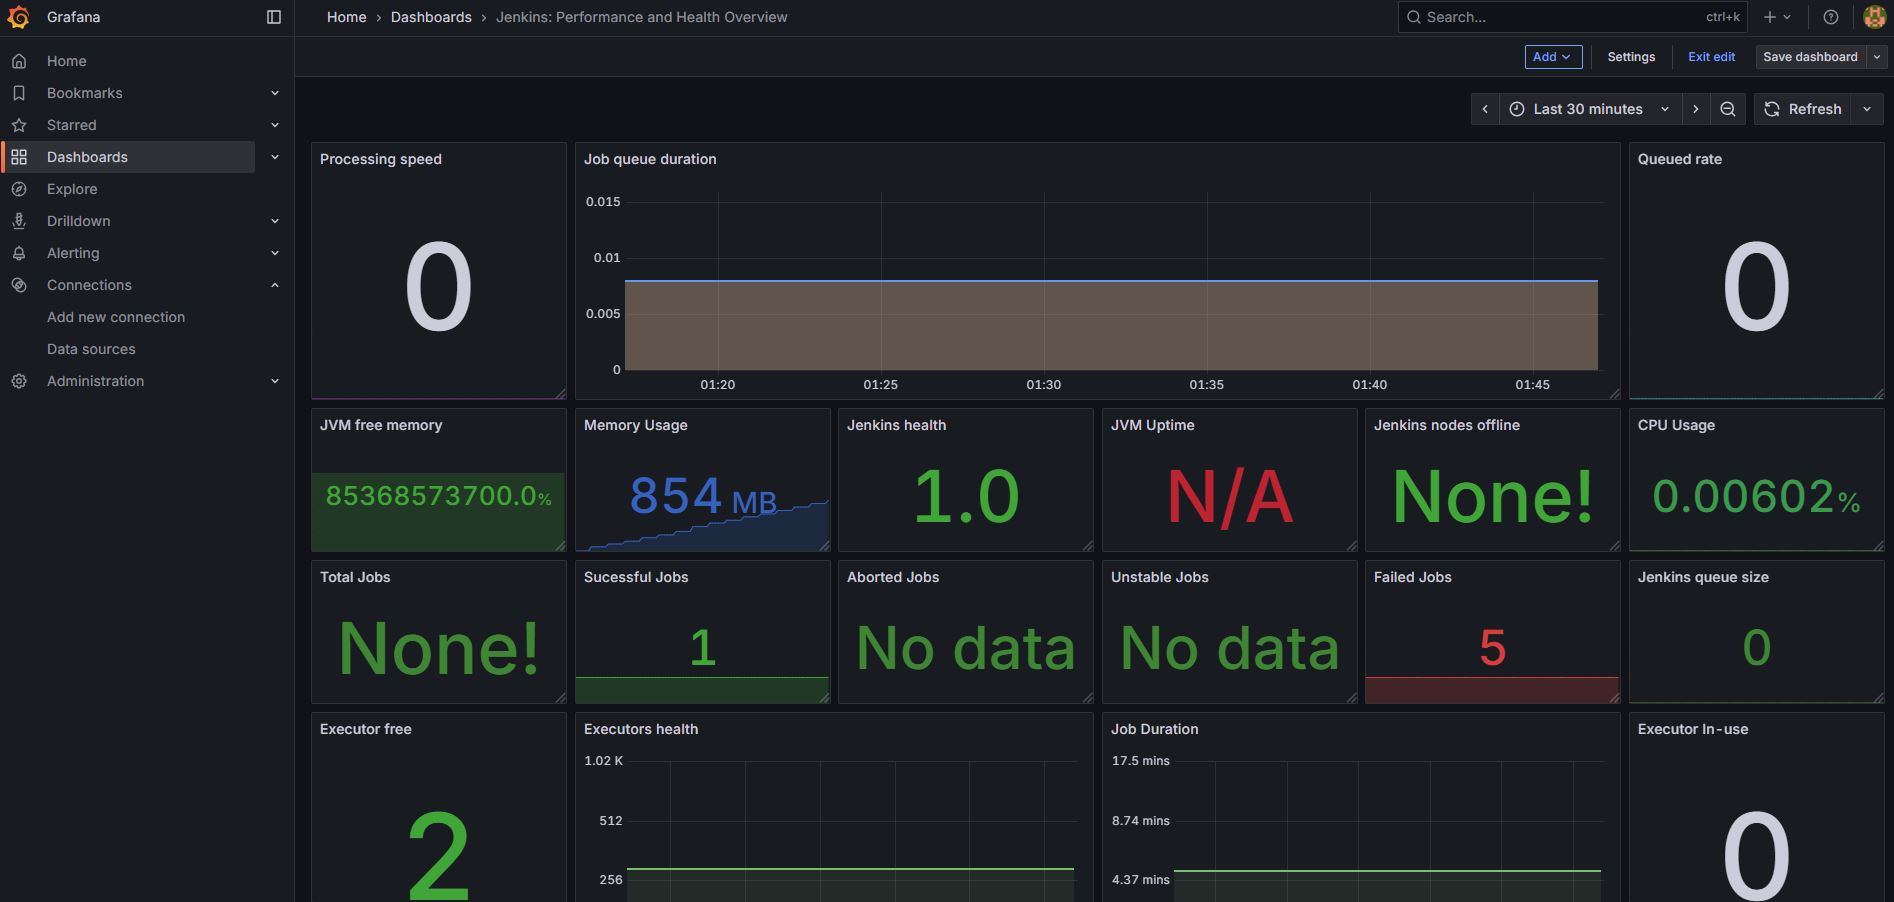 Grafana
Home › Dashboards › Jenkins: Performance and Health Overview
Search... ctrl+k
Add Settings Exit edit Save dashboard
Home
Bookmarks
Starred
Dashboards
Explore
Drilldown
Alerting
Connections
Add new connection
Data sources
Administration
Last 30 minutes Refresh
Processing speed
0
Job queue duration
0.015
0.01
0.005
0
01:20 01:25 01:30 01:35 01:40 01:45
Queued rate
0
JVM free memory
85368573700.0%
Memory Usage
854 MB
Jenkins health
1.0
JVM Uptime
N/A
Jenkins nodes offline
None!
CPU Usage
0.00602%
Total Jobs
None!
Sucessful Jobs
1
Aborted Jobs
No data
Unstable Jobs
No data
Failed Jobs
5
Jenkins queue size
0
Executor free
2
Executors health
1.02 K
512
256
Job Duration
17.5 mins
8.74 mins
4.37 mins
Executor In-use
0